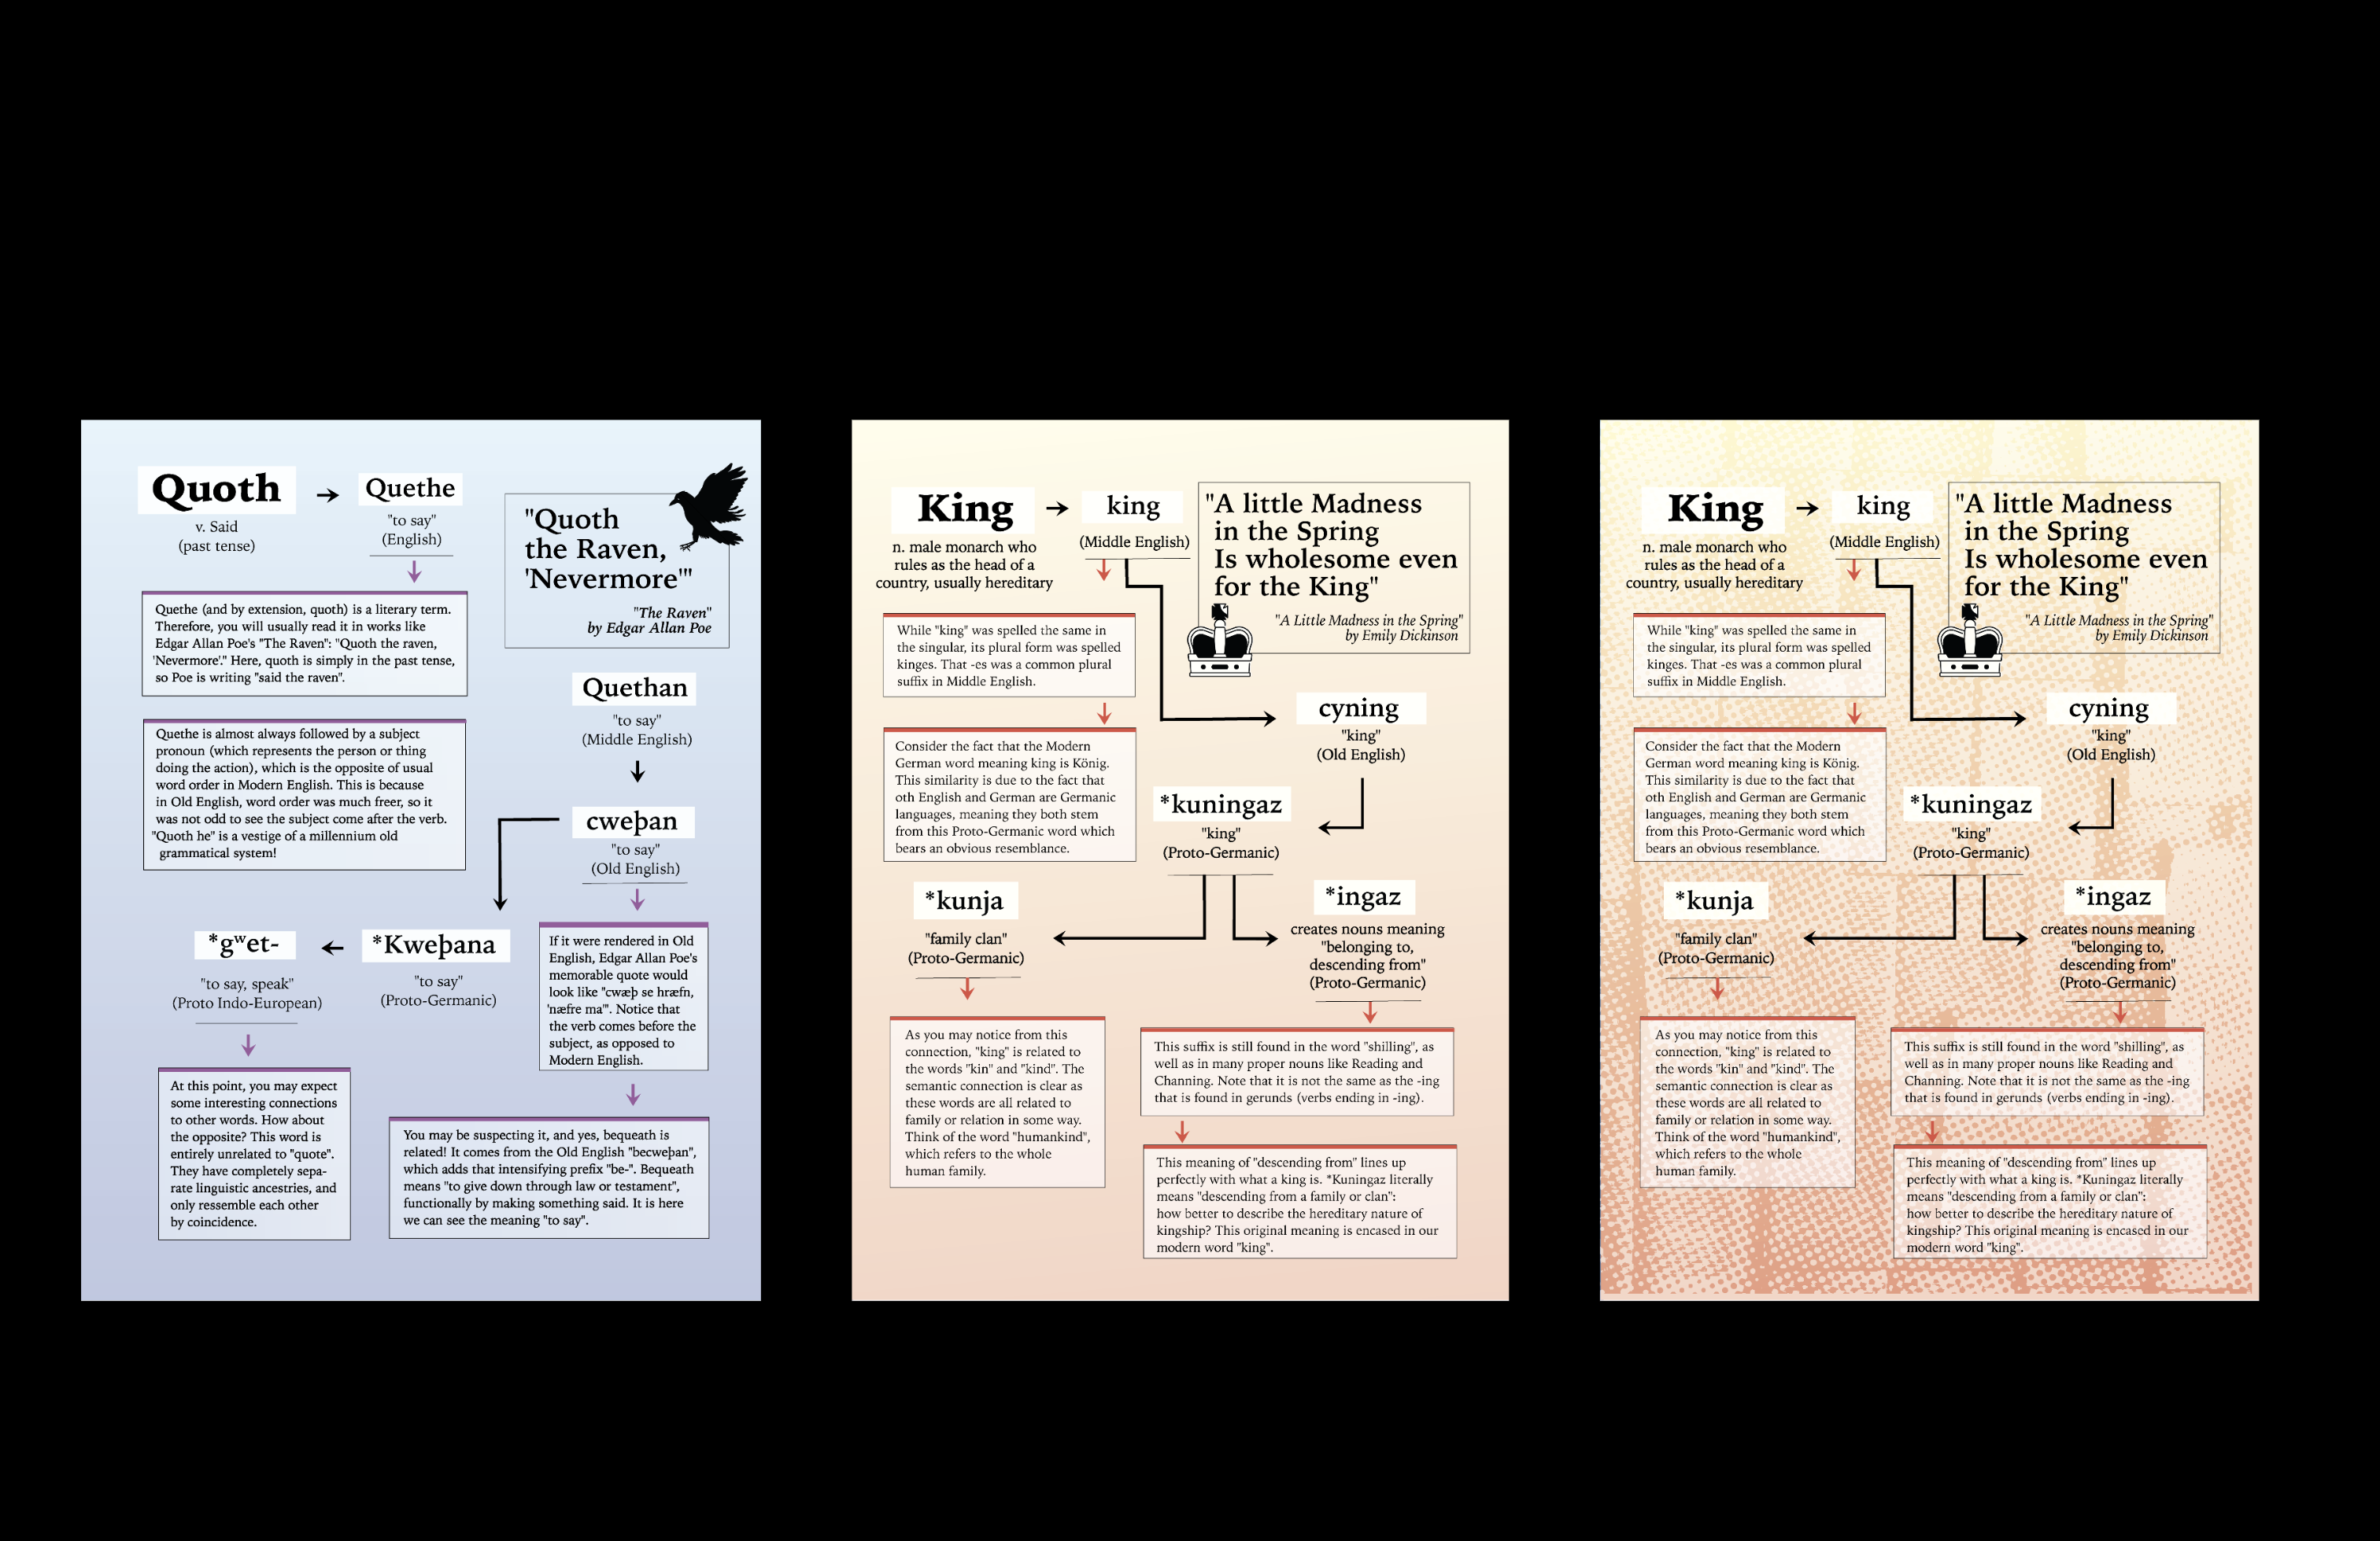 Quoth
v. Said
(past tense)
Quethe
"to say"
(English)
"Quoth
the Raven,
'Nevermore'"
"The Raven"
by Edgar Allan Poe
Quethe (and by extension, quoth) is a literary term.
Therefore, you will usually read it in works like
Edgar Allan Poe's "The Raven": "Quoth the raven,
'Nevermore'." Here, quoth is simply in the past tense,
so Poe is writing "said the raven".
Quethe is almost always followed by a subject
pronoun (which represents the person or thing
doing the action), which is the opposite of usual
word order in Modern English. This is because
in Old English, word order was much freer, so it
was not odd to see the subject come after the verb.
"Quoth he" is a vestige of a millennium old
grammatical system!
Quethan
"to say"
(Middle English)
cweþan
"to say"
(Old English)
*Kweþana
"to say"
(Proto-Germanic)
*gʷet-
"to say, speak"
(Proto Indo-European)
If it were rendered in Old
English, Edgar Allan Poe's
memorable quote would
look like "cwæþ se hræfn,
'næfre ma'". Notice that
the verb comes before the
subject, as opposed to
Modern English.
At this point, you may expect
some interesting connections
to other words. How about
the opposite? This word is
entirely unrelated to "quote".
They have completely sepa-
rate linguistic ancestries, and
only ressemble each other
by coincidence.
You may be suspecting it, and yes, bequeath is
related! It comes from the Old English "becweþan",
which adds that intensifying prefix "be-". Bequeath
means "to give down through law or testament",
functionally by making something said. It is here
we can see the meaning "to say".
King
n. male monarch who
rules as the head of a
country, usually hereditary
king
(Middle English)
"A little Madness
in the Spring
Is wholesome even
for the King"
"A Little Madness in the Spring"
by Emily Dickinson
While "king" was spelled the same in
the singular, its plural form was spelled
kinges. That -es was a common plural
suffix in Middle English.
Consider the fact that the Modern
German word meaning king is König.
This similarity is due to the fact that
oth English and German are Germanic
languages, meaning they both stem
from this Proto-Germanic word which
bears an obvious resemblance.
cyning
"king"
(Old English)
*kuningaz
"king"
(Proto-Germanic)
*kunja
"family clan"
(Proto-Germanic)
*ingaz
creates nouns meaning
"belonging to,
descending from"
(Proto-Germanic)
As you may notice from this
connection, "king" is related to
the words "kin" and "kind". The
semantic connection is clear as
these words are all related to
family or relation in some way.
Think of the word "humankind",
which refers to the whole
human family.
This suffix is still found in the word "shilling", as
well as in many proper nouns like Reading and
Channing. Note that it is not the same as the -ing
that is found in gerunds (verbs ending in -ing).
This meaning of "descending from" lines up
perfectly with what a king is. *Kuningaz literally
means "descending from a family or clan":
how better to describe the hereditary nature of
kingship? This original meaning is encased in our
modern word "king".
King
n. male monarch who
rules as the head of a
country, usually hereditary
king
(Middle English)
"A little Madness
in the Spring
Is wholesome even
for the King"
"A Little Madness in the Spring"
by Emily Dickinson
While "king" was spelled the same in
the singular, its plural form was spelled
kinges. That -es was a common plural
suffix in Middle English.
Consider the fact that the Modern
German word meaning king is König.
This similarity is due to the fact that
oth English and German are Germanic
languages, meaning they both stem
from this Proto-Germanic word which
bears an obvious resemblance.
cyning
"king"
(Old English)
*kuningaz
"king"
(Proto-Germanic)
*kunja
"family clan"
(Proto-Germanic)
*ingaz
creates nouns meaning
"belonging to,
descending from"
(Proto-Germanic)
As you may notice from this
connection, "king" is related to
the words "kin" and "kind". The
semantic connection is clear as
these words are all related to
family or relation in some way.
Think of the word "humankind",
which refers to the whole
human family.
This suffix is still found in the word "shilling", as
well as in many proper nouns like Reading and
Channing. Note that it is not the same as the -ing
that is found in gerunds (verbs ending in -ing).
This meaning of "descending from" lines up
perfectly with what a king is. *Kuningaz literally
means "descending from a family or clan":
how better to describe the hereditary nature of
kingship? This original meaning is encased in our
modern word "king".